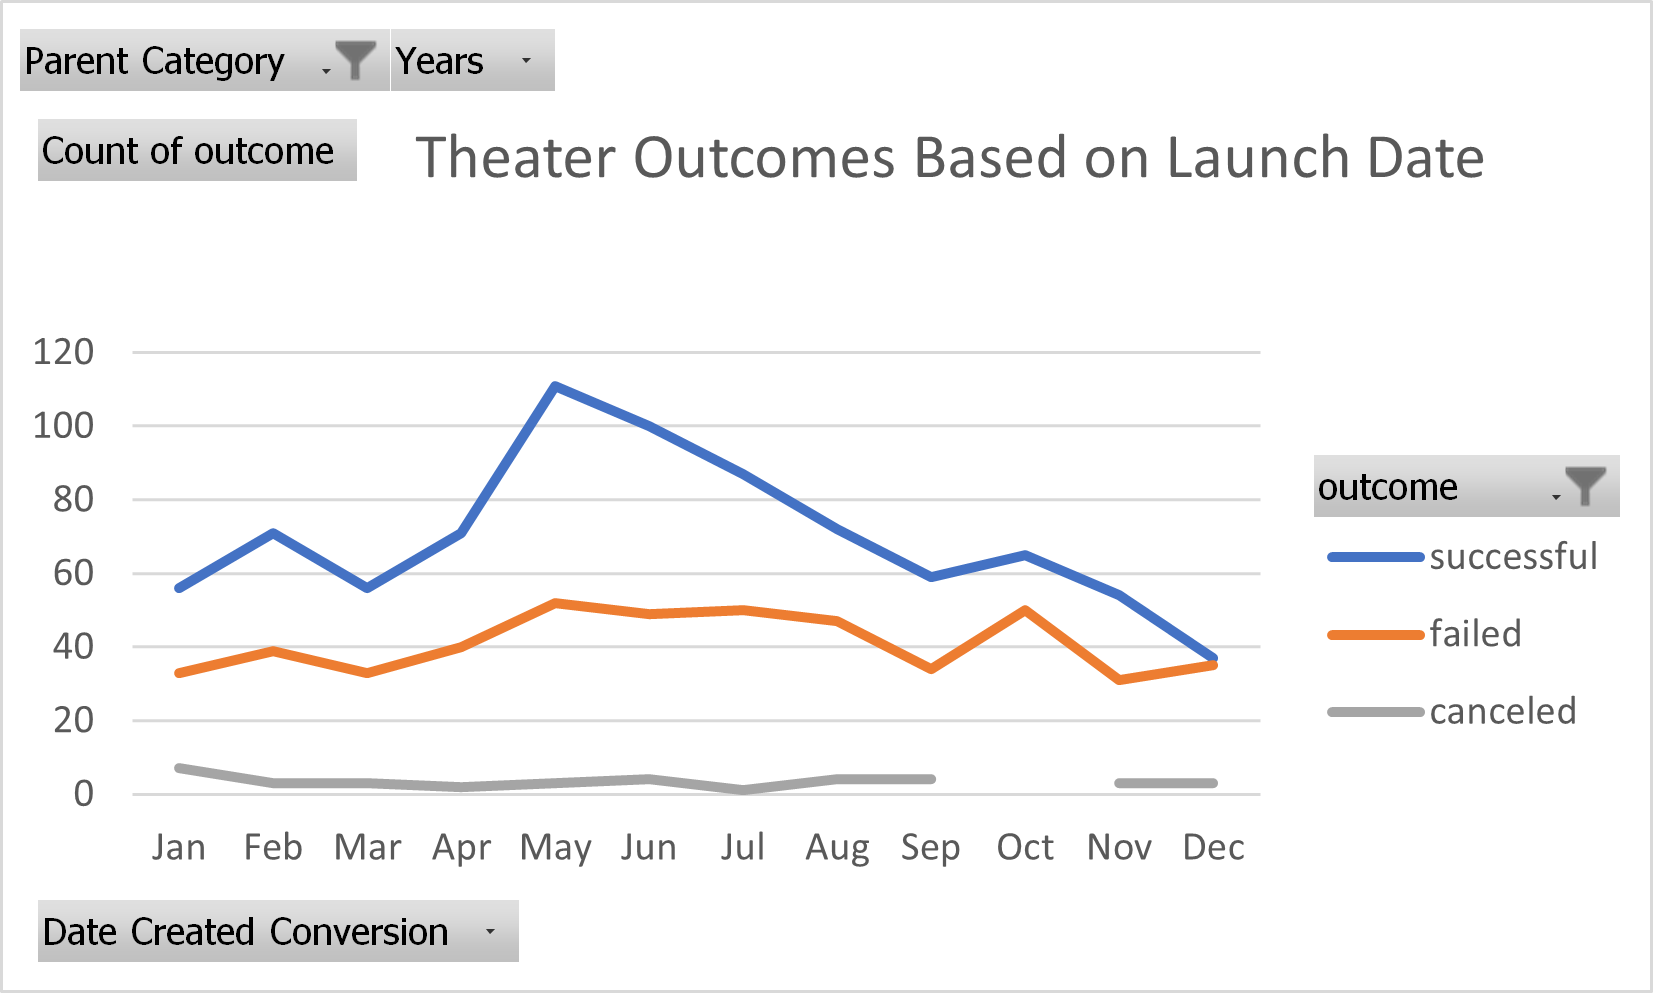 Parent Category Years
Count of outcome
Theater Outcomes Based on Launch Date
120
100
80
60
40
20
0
Jan Feb Mar Apr May Jun Jul Aug Sep Oct Nov Dec
outcome
successful
failed
canceled
Date Created Conversion